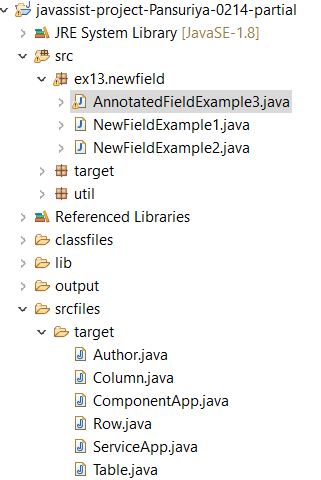 javassist-project-Pansuriya-0214-partial
JRE System Library [JavaSE-1.8]
src
ex13.newfield
AnnotatedFieldExample3.java
NewFieldExample1.java
NewFieldExample2.java
target
util
Referenced Libraries
classfiles
lib
output
srcfiles
target
Author.java
Column.java
ComponentApp.java
Row.java
ServiceApp.java
Table.java